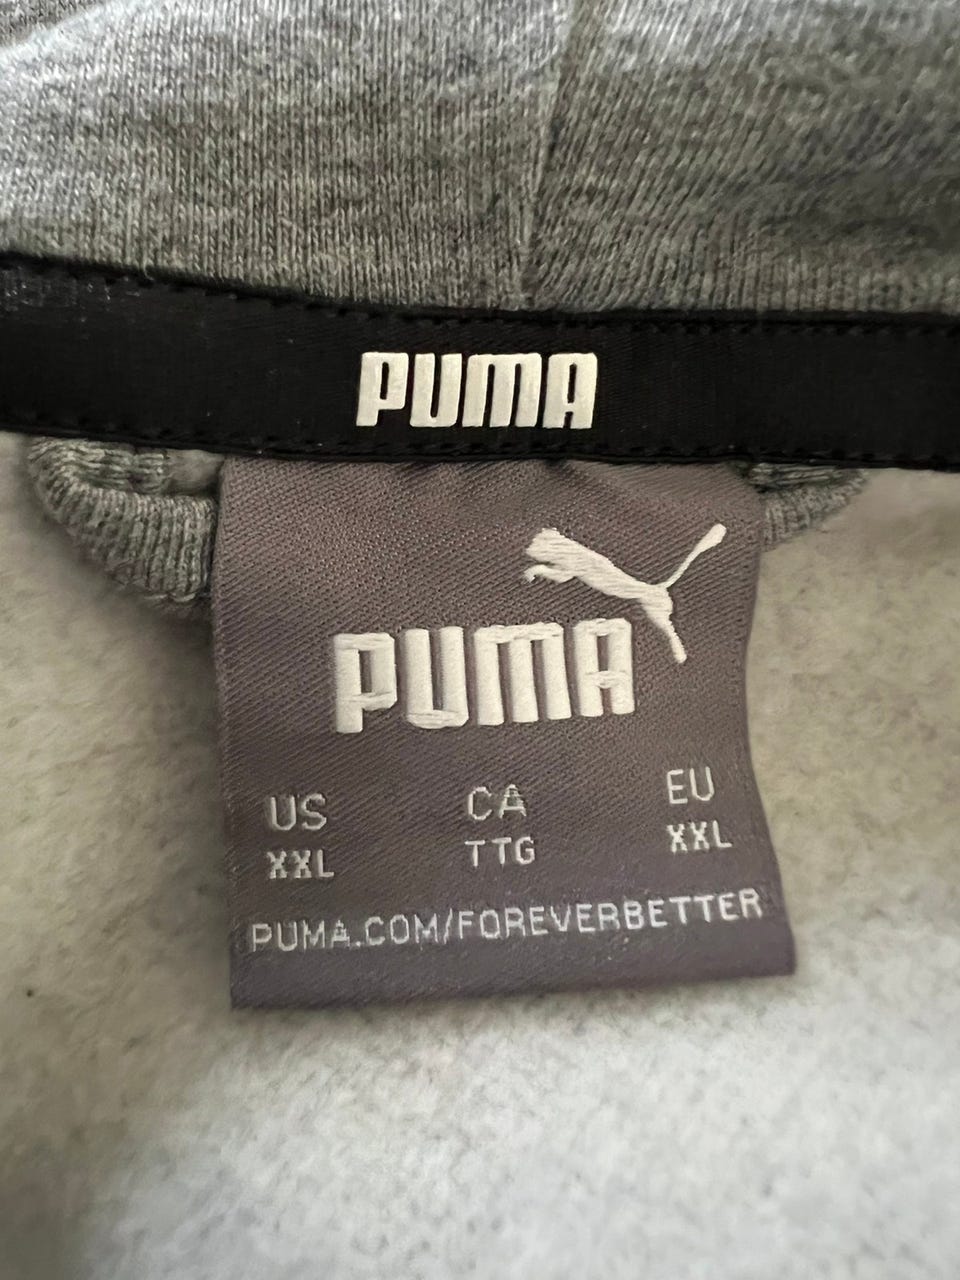 PUMA
PUMA
US CA EU
XXL TTG XXL
PUMA.COM/FOREVERBETTER